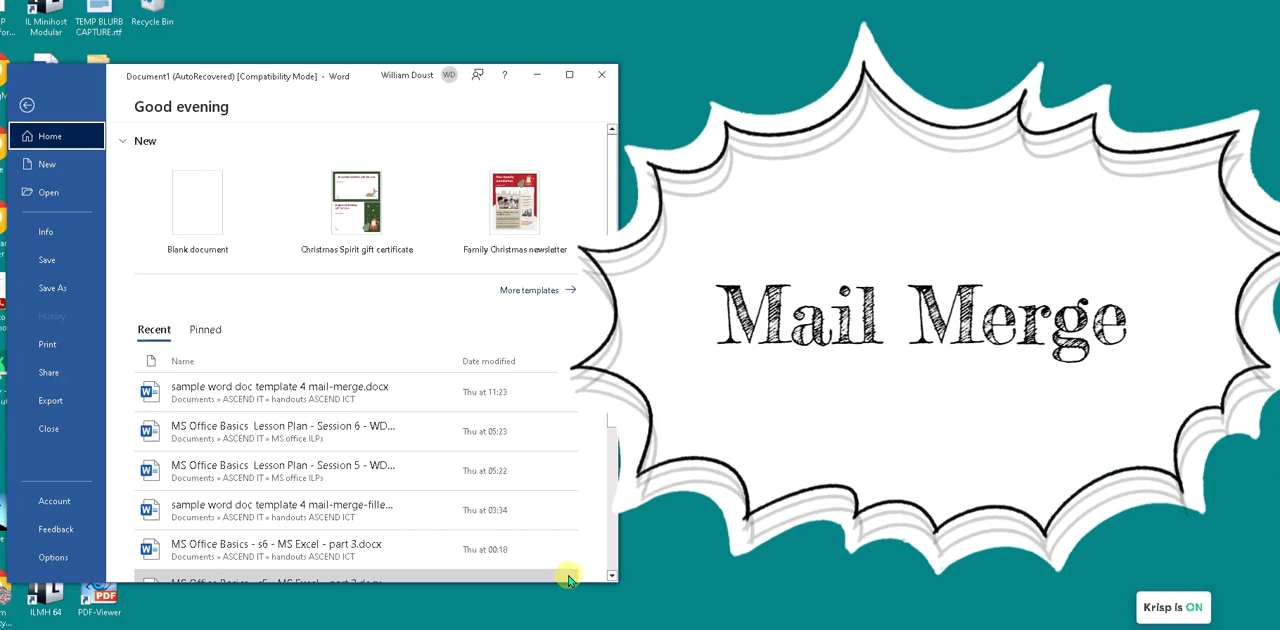 IL Minihost
Modular
TEMP BLURB
CAPTURE.rtf
Recycle Bin
Document1 (AutoRecovered) [Compatibility Mode] - Word
William Doust
WD
?
Good evening
Home
New
Open
Info
Save
Save As
History
Print
Share
Export
Close
Account
Feedback
Options
New
Blank document
Christmas Spirit gift certificate
Family Christmas newsletter
More templates
Recent
Pinned
Name
Date modified
sample word doc template 4 mail-merge.docx
Documents » ASCEND IT » handouts ASCEND ICT
Thu at 11:23
MS Office Basics Lesson Plan - Session 6 - WD...
Documents » ASCEND IT » MS office ILPs
Thu at 05:23
MS Office Basics Lesson Plan - Session 5 - WD...
Documents » ASCEND IT » MS office ILPs
Thu at 05:22
sample word doc template 4 mail-merge-fille...
Documents » ASCEND IT » handouts ASCEND ICT
Thu at 03:34
MS Office Basics - s6 - MS Excel - part 3.docx
Documents » ASCEND IT » handouts ASCEND ICT
Thu at 00:18
Mail Merge
ILMH 64
PDF
PDF-Viewer
Krisp is ON